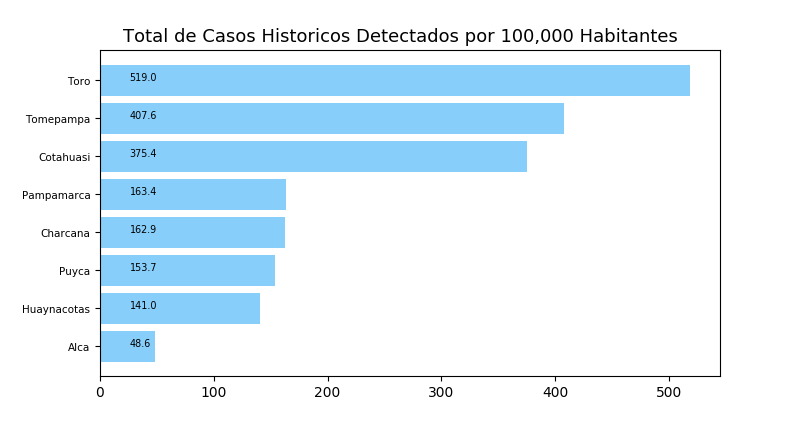 Total de Casos Historicos Detectados por 100,000 Habitantes
Toro 519.0
Tomepampa 407.6
Cotahuasi 375.4
Pampamarca 163.4
Charcana 162.9
Puyca 153.7
Huaynacotas 141.0
Alca 48.6
0 100 200 300 400 500